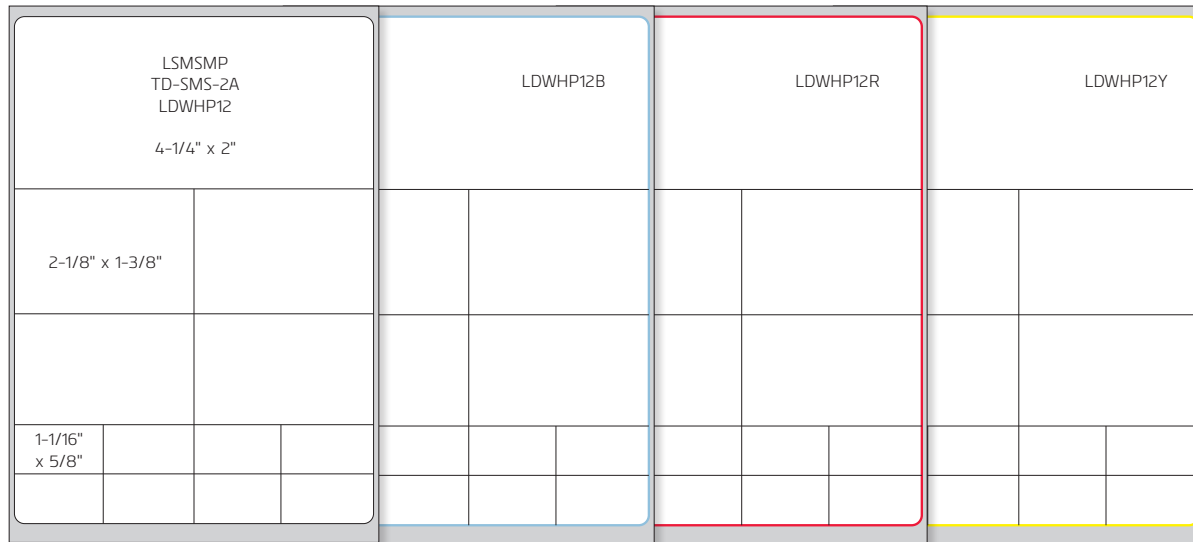 LSMSMP
TD-SMS-2A
LDWHP12
4-1/4" x 2"
LDWHP12B
LDWHP12R
LDWHP12Y
2-1/8" x 1-3/8"
1-1/16"
x 5/8"